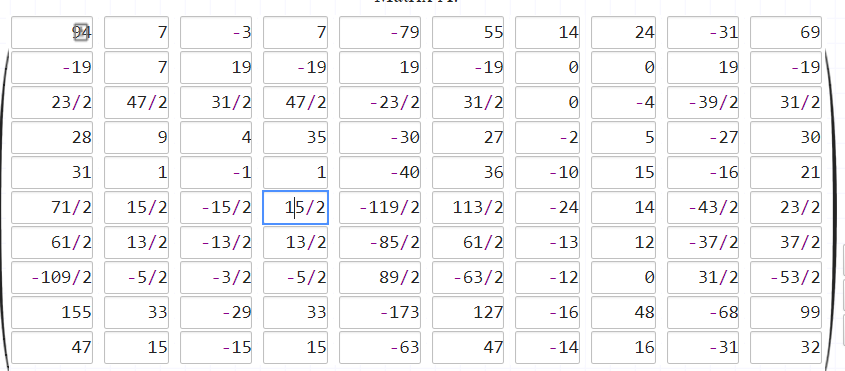 94 7 -3 7 -79 55 14 24 -31 69
-19 7 19 -19 19 -19 0 0 19 -19
23/2 47/2 31/2 47/2 -23/2 31/2 0 -4 -39/2 31/2
28 9 4 35 -30 27 -2 5 -27 30
31 1 -1 1 -40 36 -10 15 -16 21
71/2 15/2 -15/2 15/2 -119/2 113/2 -24 14 -43/2 23/2
61/2 13/2 -13/2 13/2 -85/2 61/2 -13 12 -37/2 37/2
-109/2 -5/2 -3/2 -5/2 89/2 -63/2 -12 0 31/2 -53/2
155 33 -29 33 -173 127 -16 48 -68 99
47 15 -15 15 -63 47 -14 16 -31 32